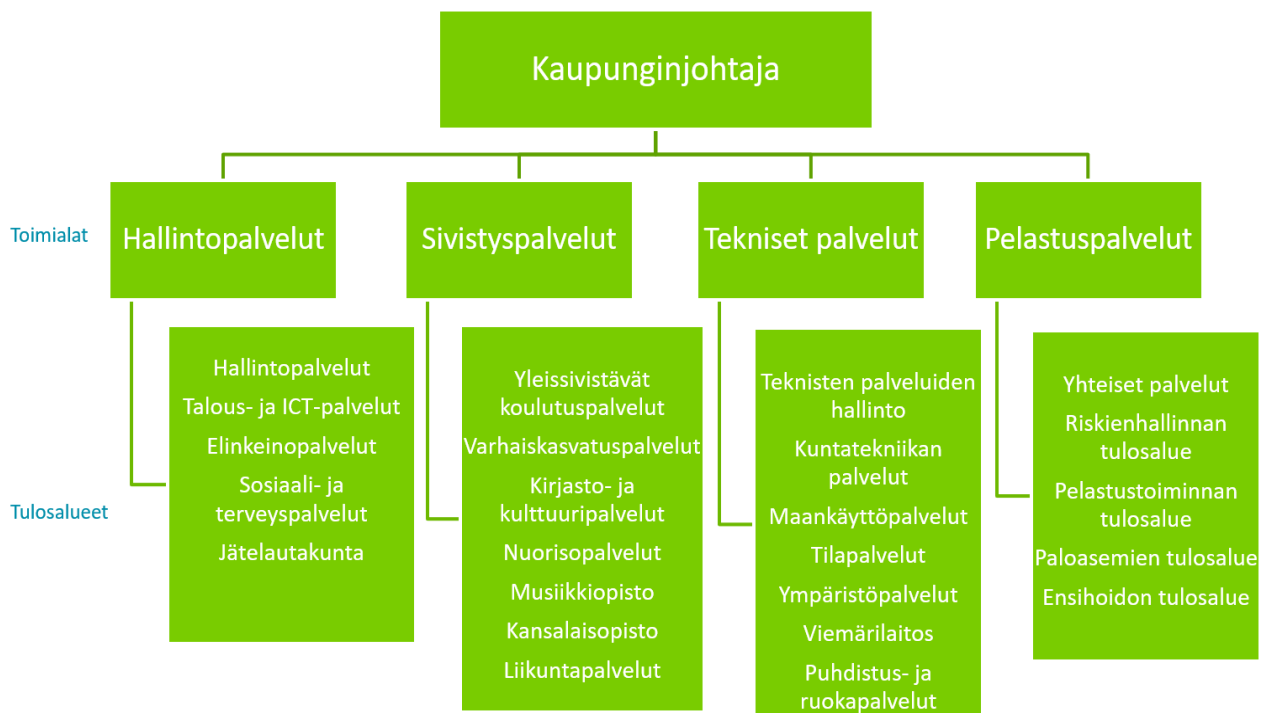 Kaupunginjohtaja
Toimialat
Hallintopalvelut
Sivistyspalvelut
Tekniset palvelut
Pelastuspalvelut
Tulosalueet
Hallintopalvelut
Talous- ja ICT-palvelut
Elinkeinopalvelut
Sosiaali- ja
terveyspalvelut
Jätelautakunta
Yleissivistävät
koulutuspalvelut
Varhaiskasvatuspalvelut
Kirjasto- ja
kulttuuripalvelut
Nuorisopalvelut
Musiikkiopisto
Kansalaisopisto
Liikuntapalvelut
Teknisten palveluiden
hallinto
Kuntatekniikan
palvelut
Maankäyttöpalvelut
Tilapalvelut
Ympäristöpalvelut
Viemärilaitos
Puhdistus- ja
ruokapalvelut
Yhteiset palvelut
Riskienhallinnan
tulosalue
Pelastustoiminnan
tulosalue
Paloasemien tulosalue
Ensihoidon tulosalue